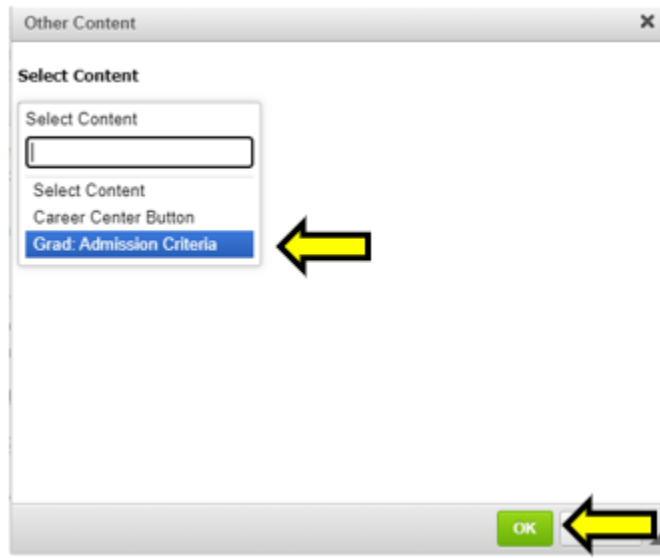 Other Content
Select Content
Select Content
Select Content
Career Center Button
Grad: Admission Criteria
OK